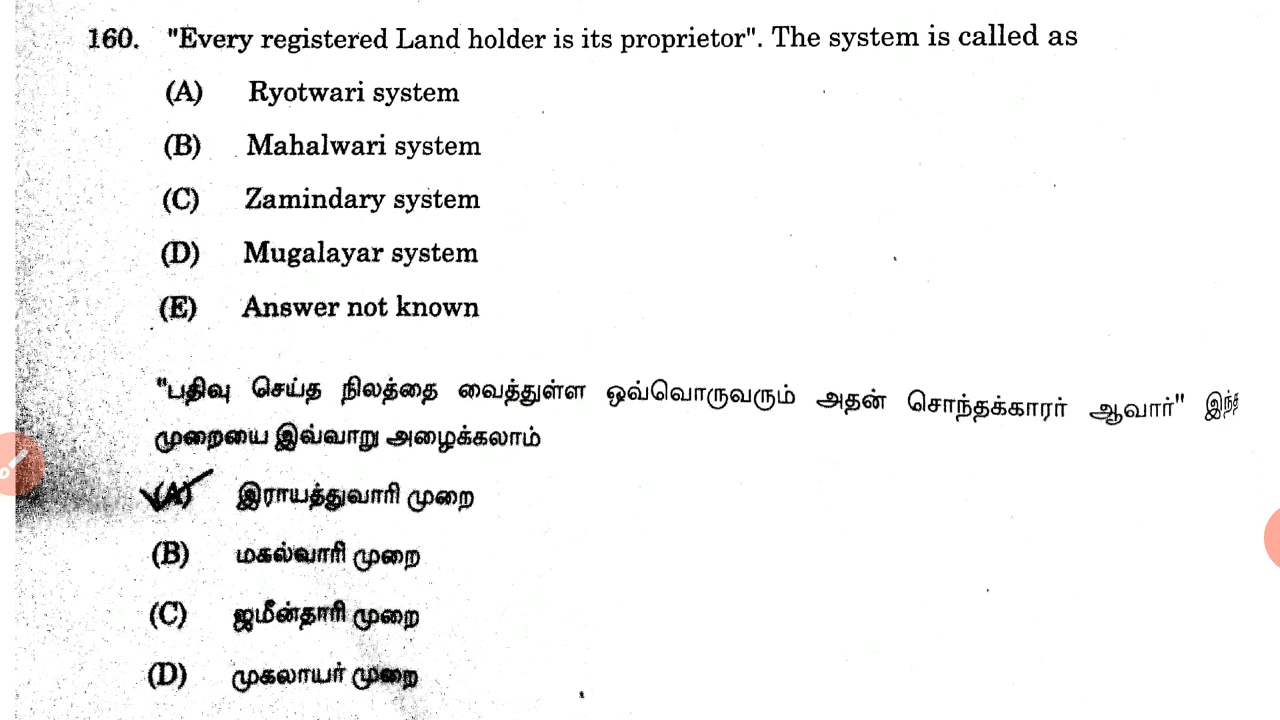 160. "Every registered Land holder is its proprietor". The system is called as
(A) Ryotwari system
(B) Mahalwari system
(C) Zamindary system
(D) Mugalayar system
(E) Answer not known
"பதிவு செய்த நிலத்தை வைத்துள்ள ஒவ்வொருவரும் அதன் சொந்தக்காரர் ஆவார்" இந்த
முறையை இவ்வாறு அழைக்கலாம்
(A) இராயத்துவாரி முறை
(B) மகல்வாரி முறை
(C) ஜமீன்தாரி முறை
(D) முகலாயர் முறை